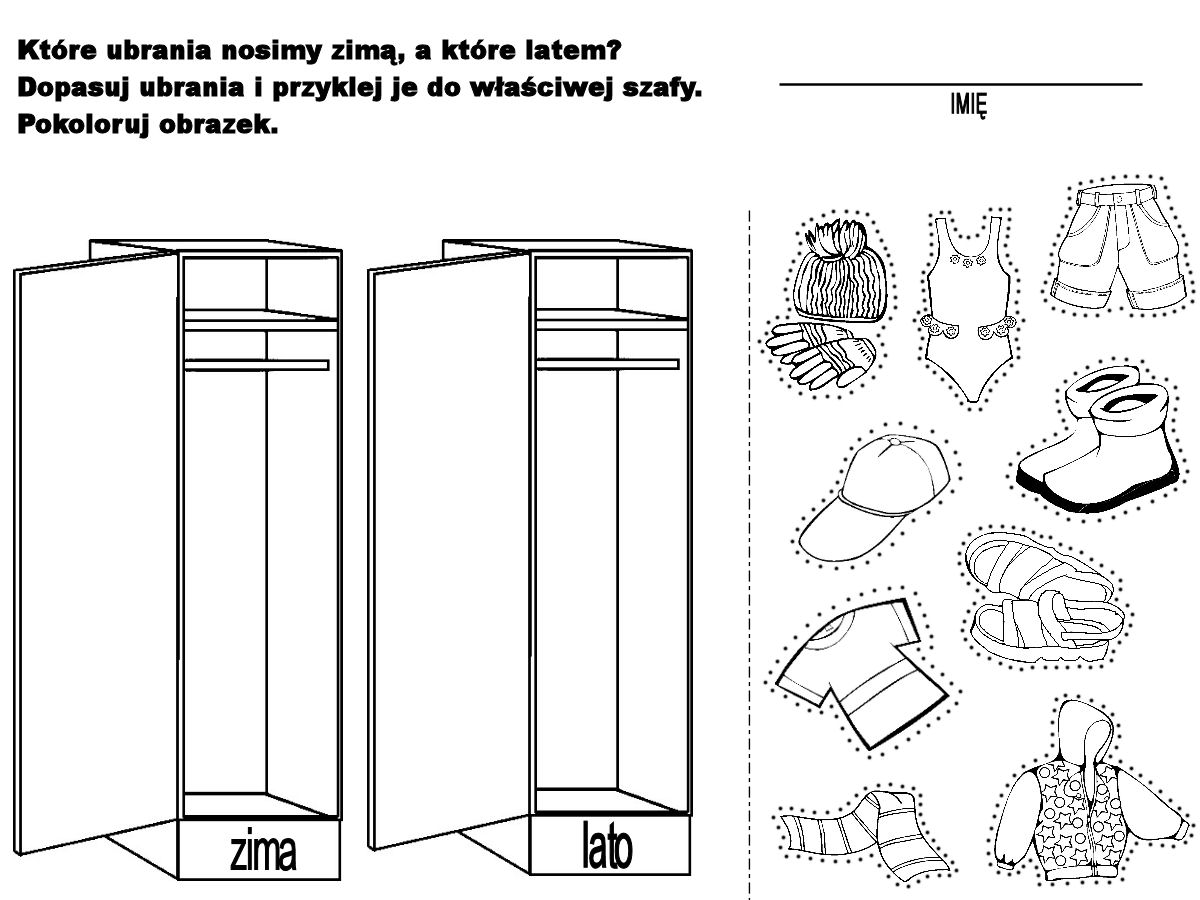 Które ubrania nosimy zimą, a które latem?
Dopasuj ubrania i przyklej je do właściwej szafy.
Pokoloruj obrazek.
IMIĘ
zima
lato